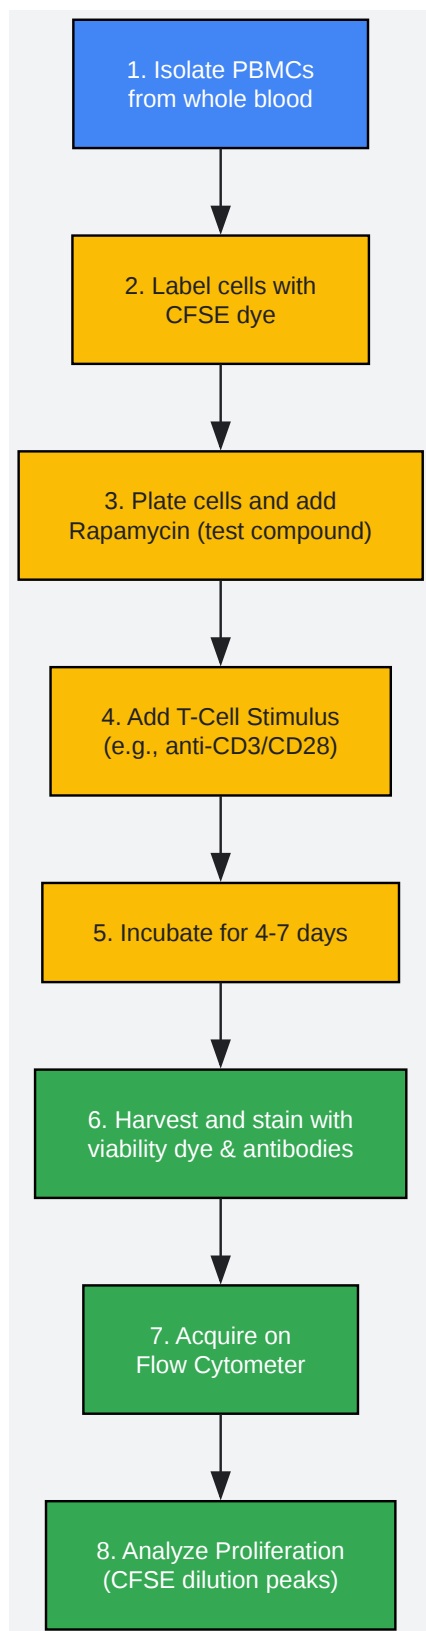 1. Isolate PBMCs
from whole blood
2. Label cells with
CFSE dye
3. Plate cells and add
Rapamycin (test compound)
4. Add T-Cell Stimulus
(e.g., anti-CD3/CD28)
5. Incubate for 4-7 days
6. Harvest and stain with
viability dye & antibodies
7. Acquire on
Flow Cytometer
8. Analyze Proliferation
(CFSE dilution peaks)